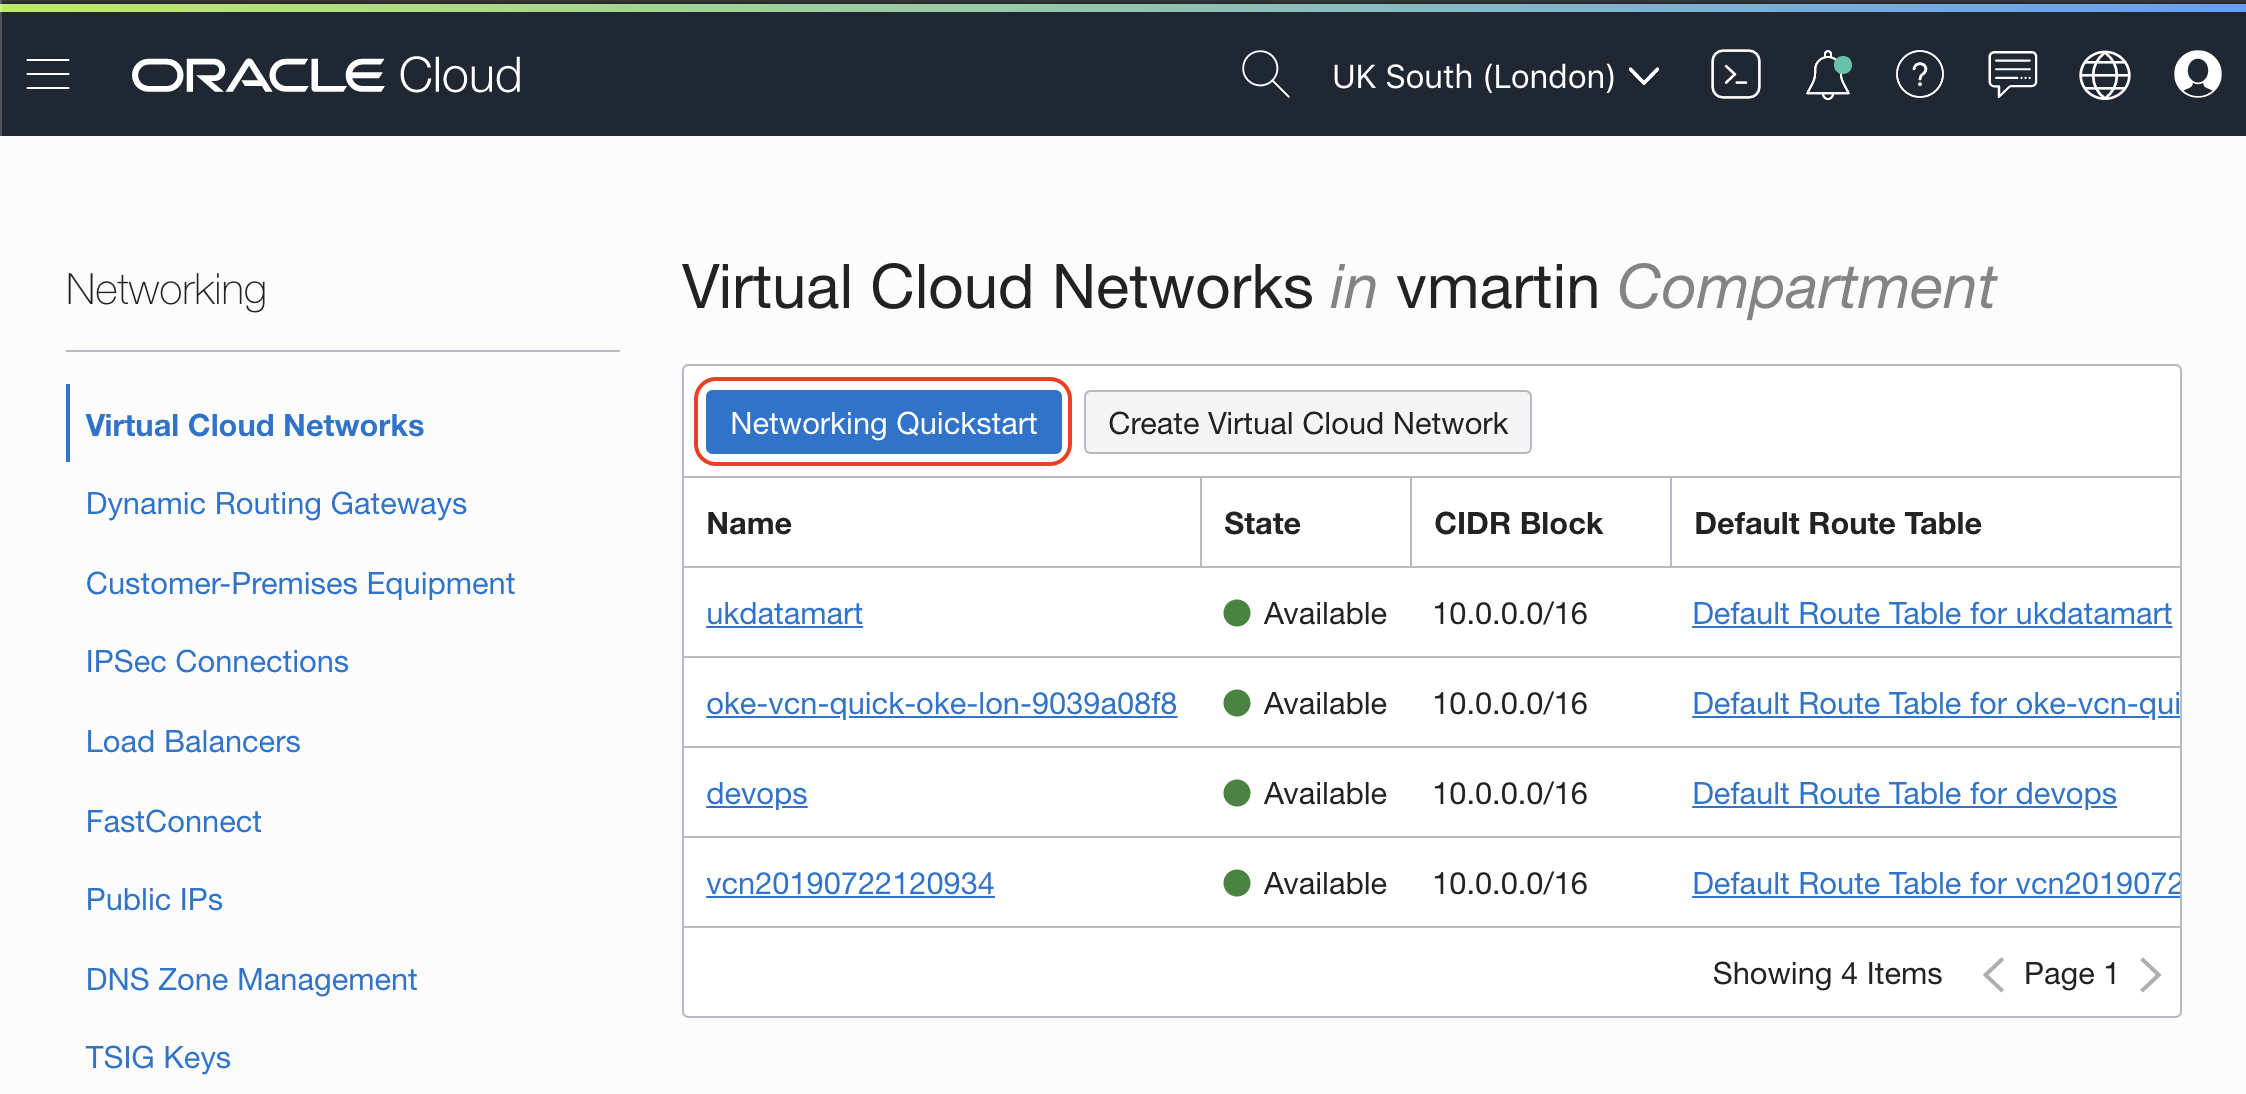 ORACLE Cloud
UK South (London)
Networking
Virtual Cloud Networks
Dynamic Routing Gateways
Customer-Premises Equipment
IPSec Connections
Load Balancers
FastConnect
Public IPs
DNS Zone Management
TSIG Keys
Virtual Cloud Networks in vmartin Compartment
Networking Quickstart Create Virtual Cloud Network
Name State CIDR Block Default Route Table
ukdatamart Available 10.0.0.0/16 Default Route Table for ukdatamart
oke-vcn-quick-oke-lon-9039a08f8 Available 10.0.0.0/16 Default Route Table for oke-vcn-qui
devops Available 10.0.0.0/16 Default Route Table for devops
vcn20190722120934 Available 10.0.0.0/16 Default Route Table for vcn2019072
Showing 4 Items Page 1